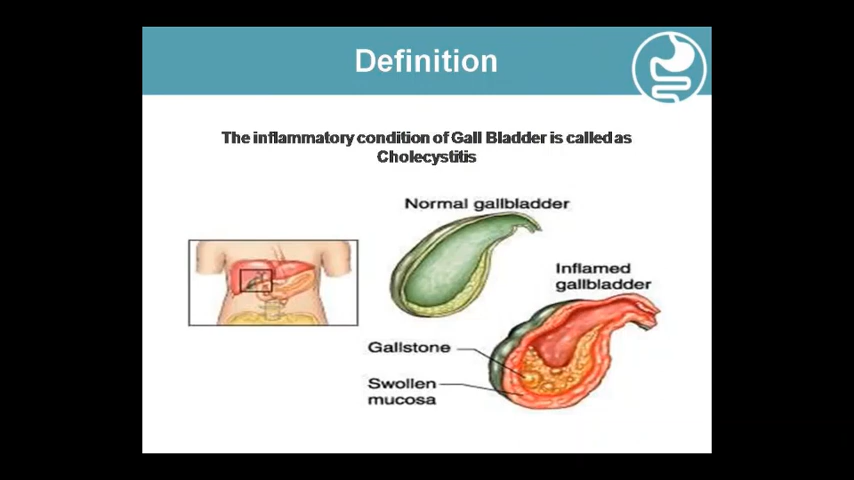 Definition
The inflammatory condition of Gall Bladder is called as
Cholecystitis
Normal gallbladder
Inflamed
gallbladder
Gallstone
Swollen
mucosa